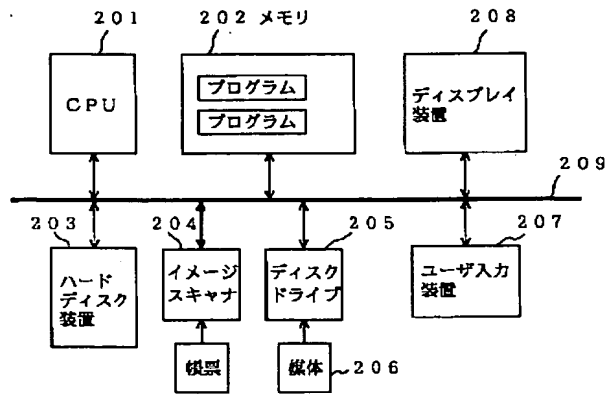 201
202 メモリ
208
CPU
プログラム
プログラム
ディスプレイ
装置
209
203
204
205
207
ハード
ディスク
装置
イメージ
スキャナ
ディスク
ドライブ
ユーザ入力
装置
帳票
媒体
206